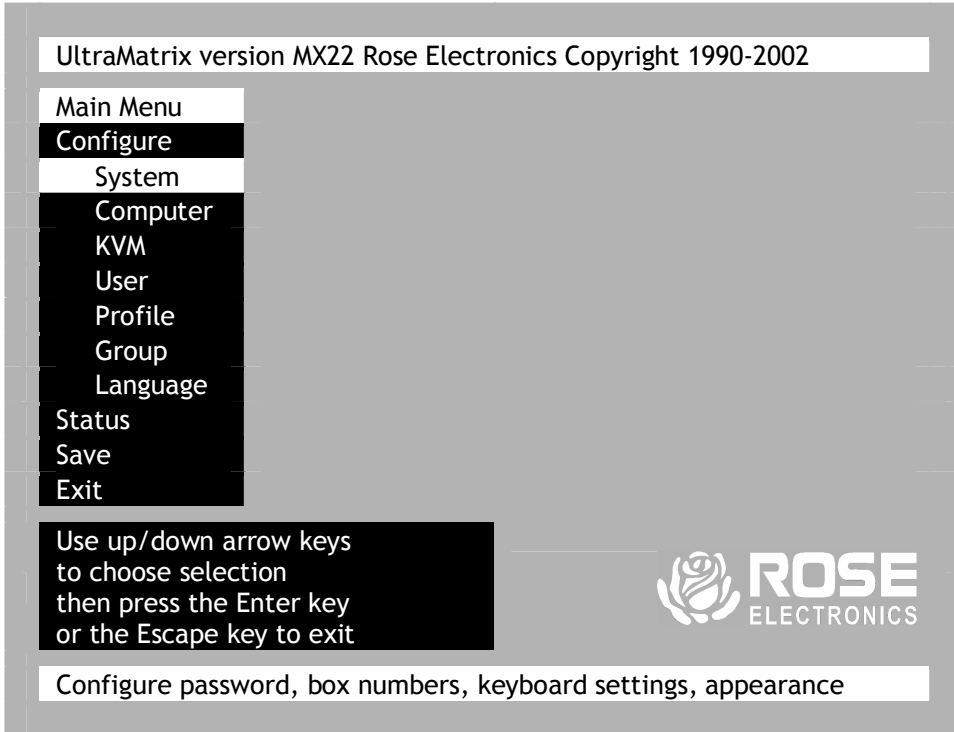 UltraMatrix version MX22 Rose Electronics Copyright 1990-2002
Main Menu
Configure
System
Computer
KVM
User
Profile
Group
Language
Status
Save
Exit
Use up/down arrow keys
to choose selection
then press the Enter key
or the Escape key to exit
ROSE
ELECTRONICS
Configure password, box numbers, keyboard settings, appearance